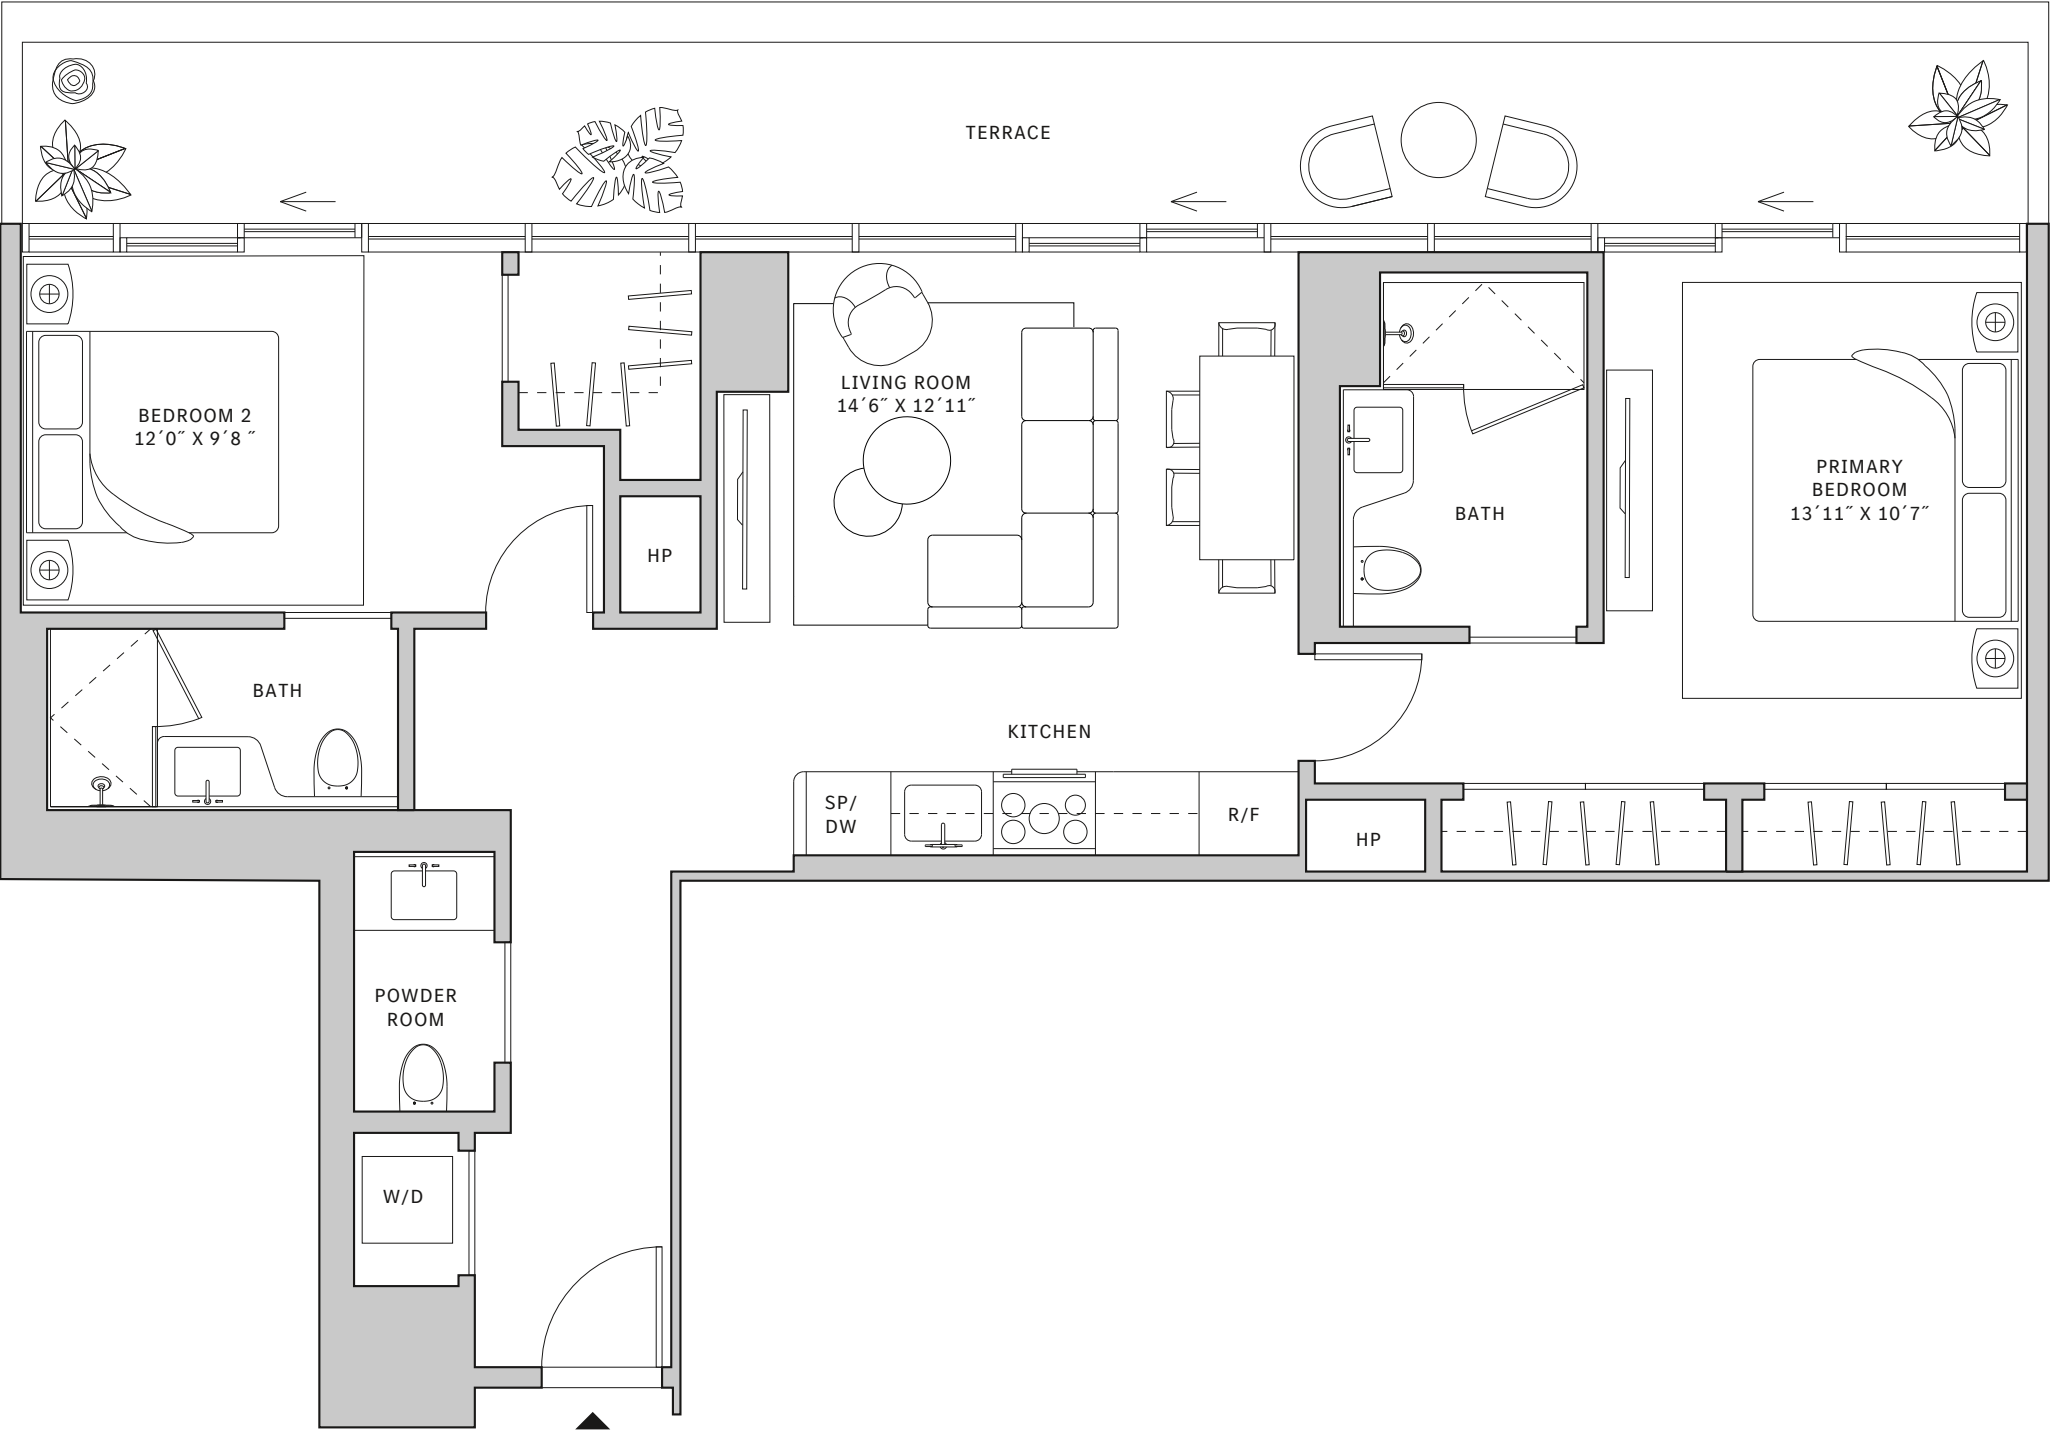 TERRACE
BEDROOM 2
12´0˝ X 9´8 ˝
LIVING ROOM
14´6˝ X 12´11˝
PRIMARY
BEDROOM
13´11˝ X 10´7˝
BATH
HP
BATH
KITCHEN
SP/
DW
R/F
HP
POWDER
ROOM
W/D